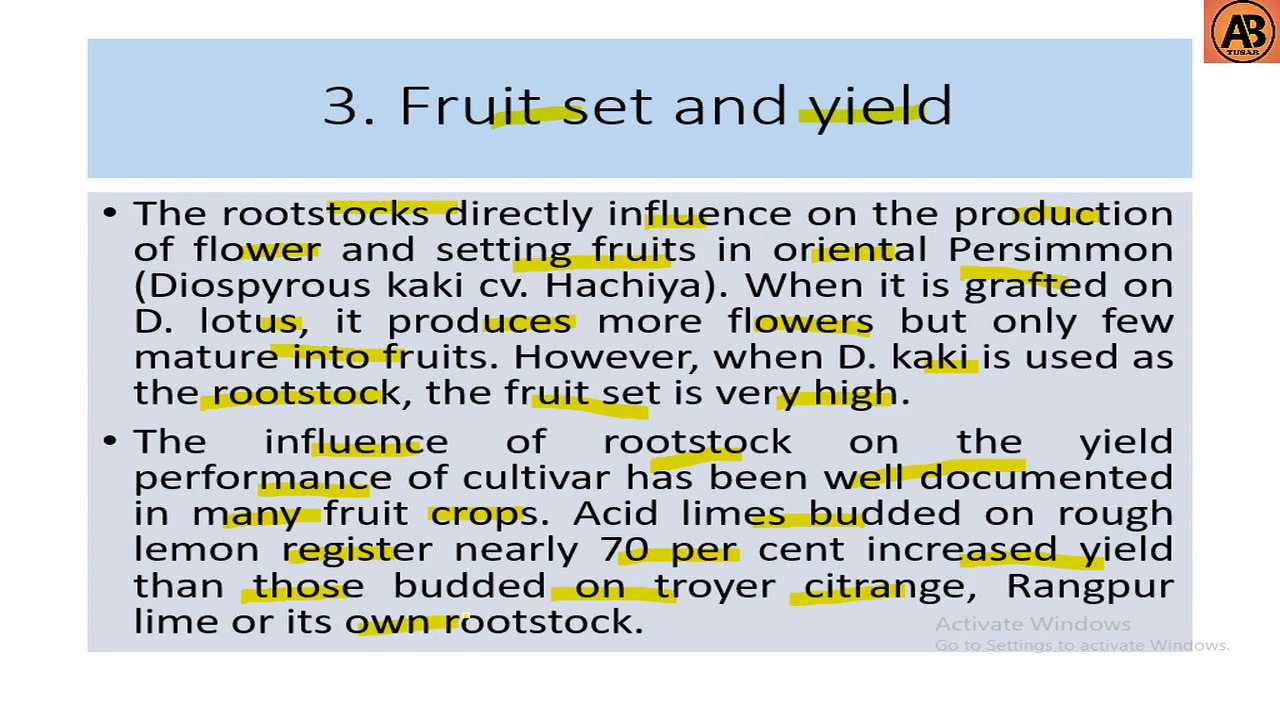 AB
TUSAR
3. Fruit set and yield
• The rootstocks directly influence on the production
of flower and setting fruits in oriental Persimmon
(Diospyrous kaki cv. Hachiya). When it is grafted on
D. lotus, it produces more flowers but only few
mature into fruits. However, when D. kaki is used as
the rootstock, the fruit set is very high.
• The influence of rootstock on the yield
performance of cultivar has been well documented
in many fruit crops. Acid limes budded on rough
lemon register nearly 70 per cent increased yield
than those budded on troyer citrange, Rangpur
lime or its own rootstock.
Activate Windows
Go to Settings to activate Windows.